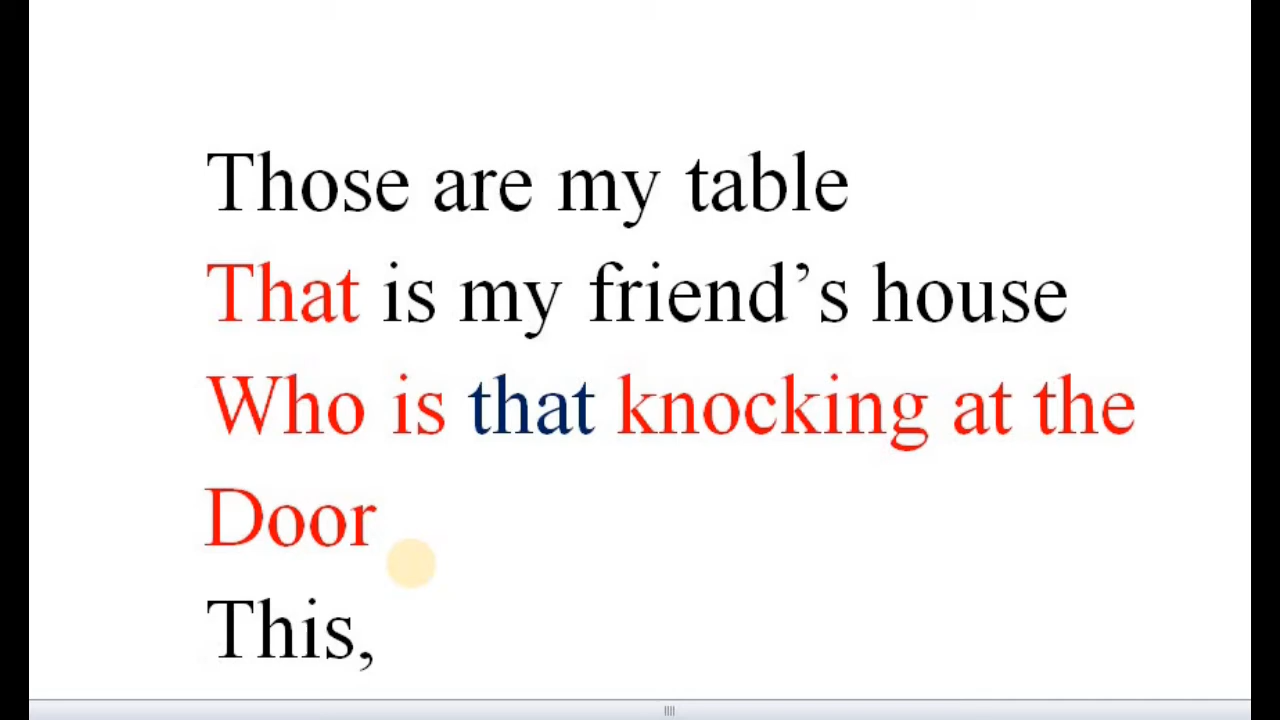 Those are my table
That is my friend’s house
Who is that knocking at the
Door
This,